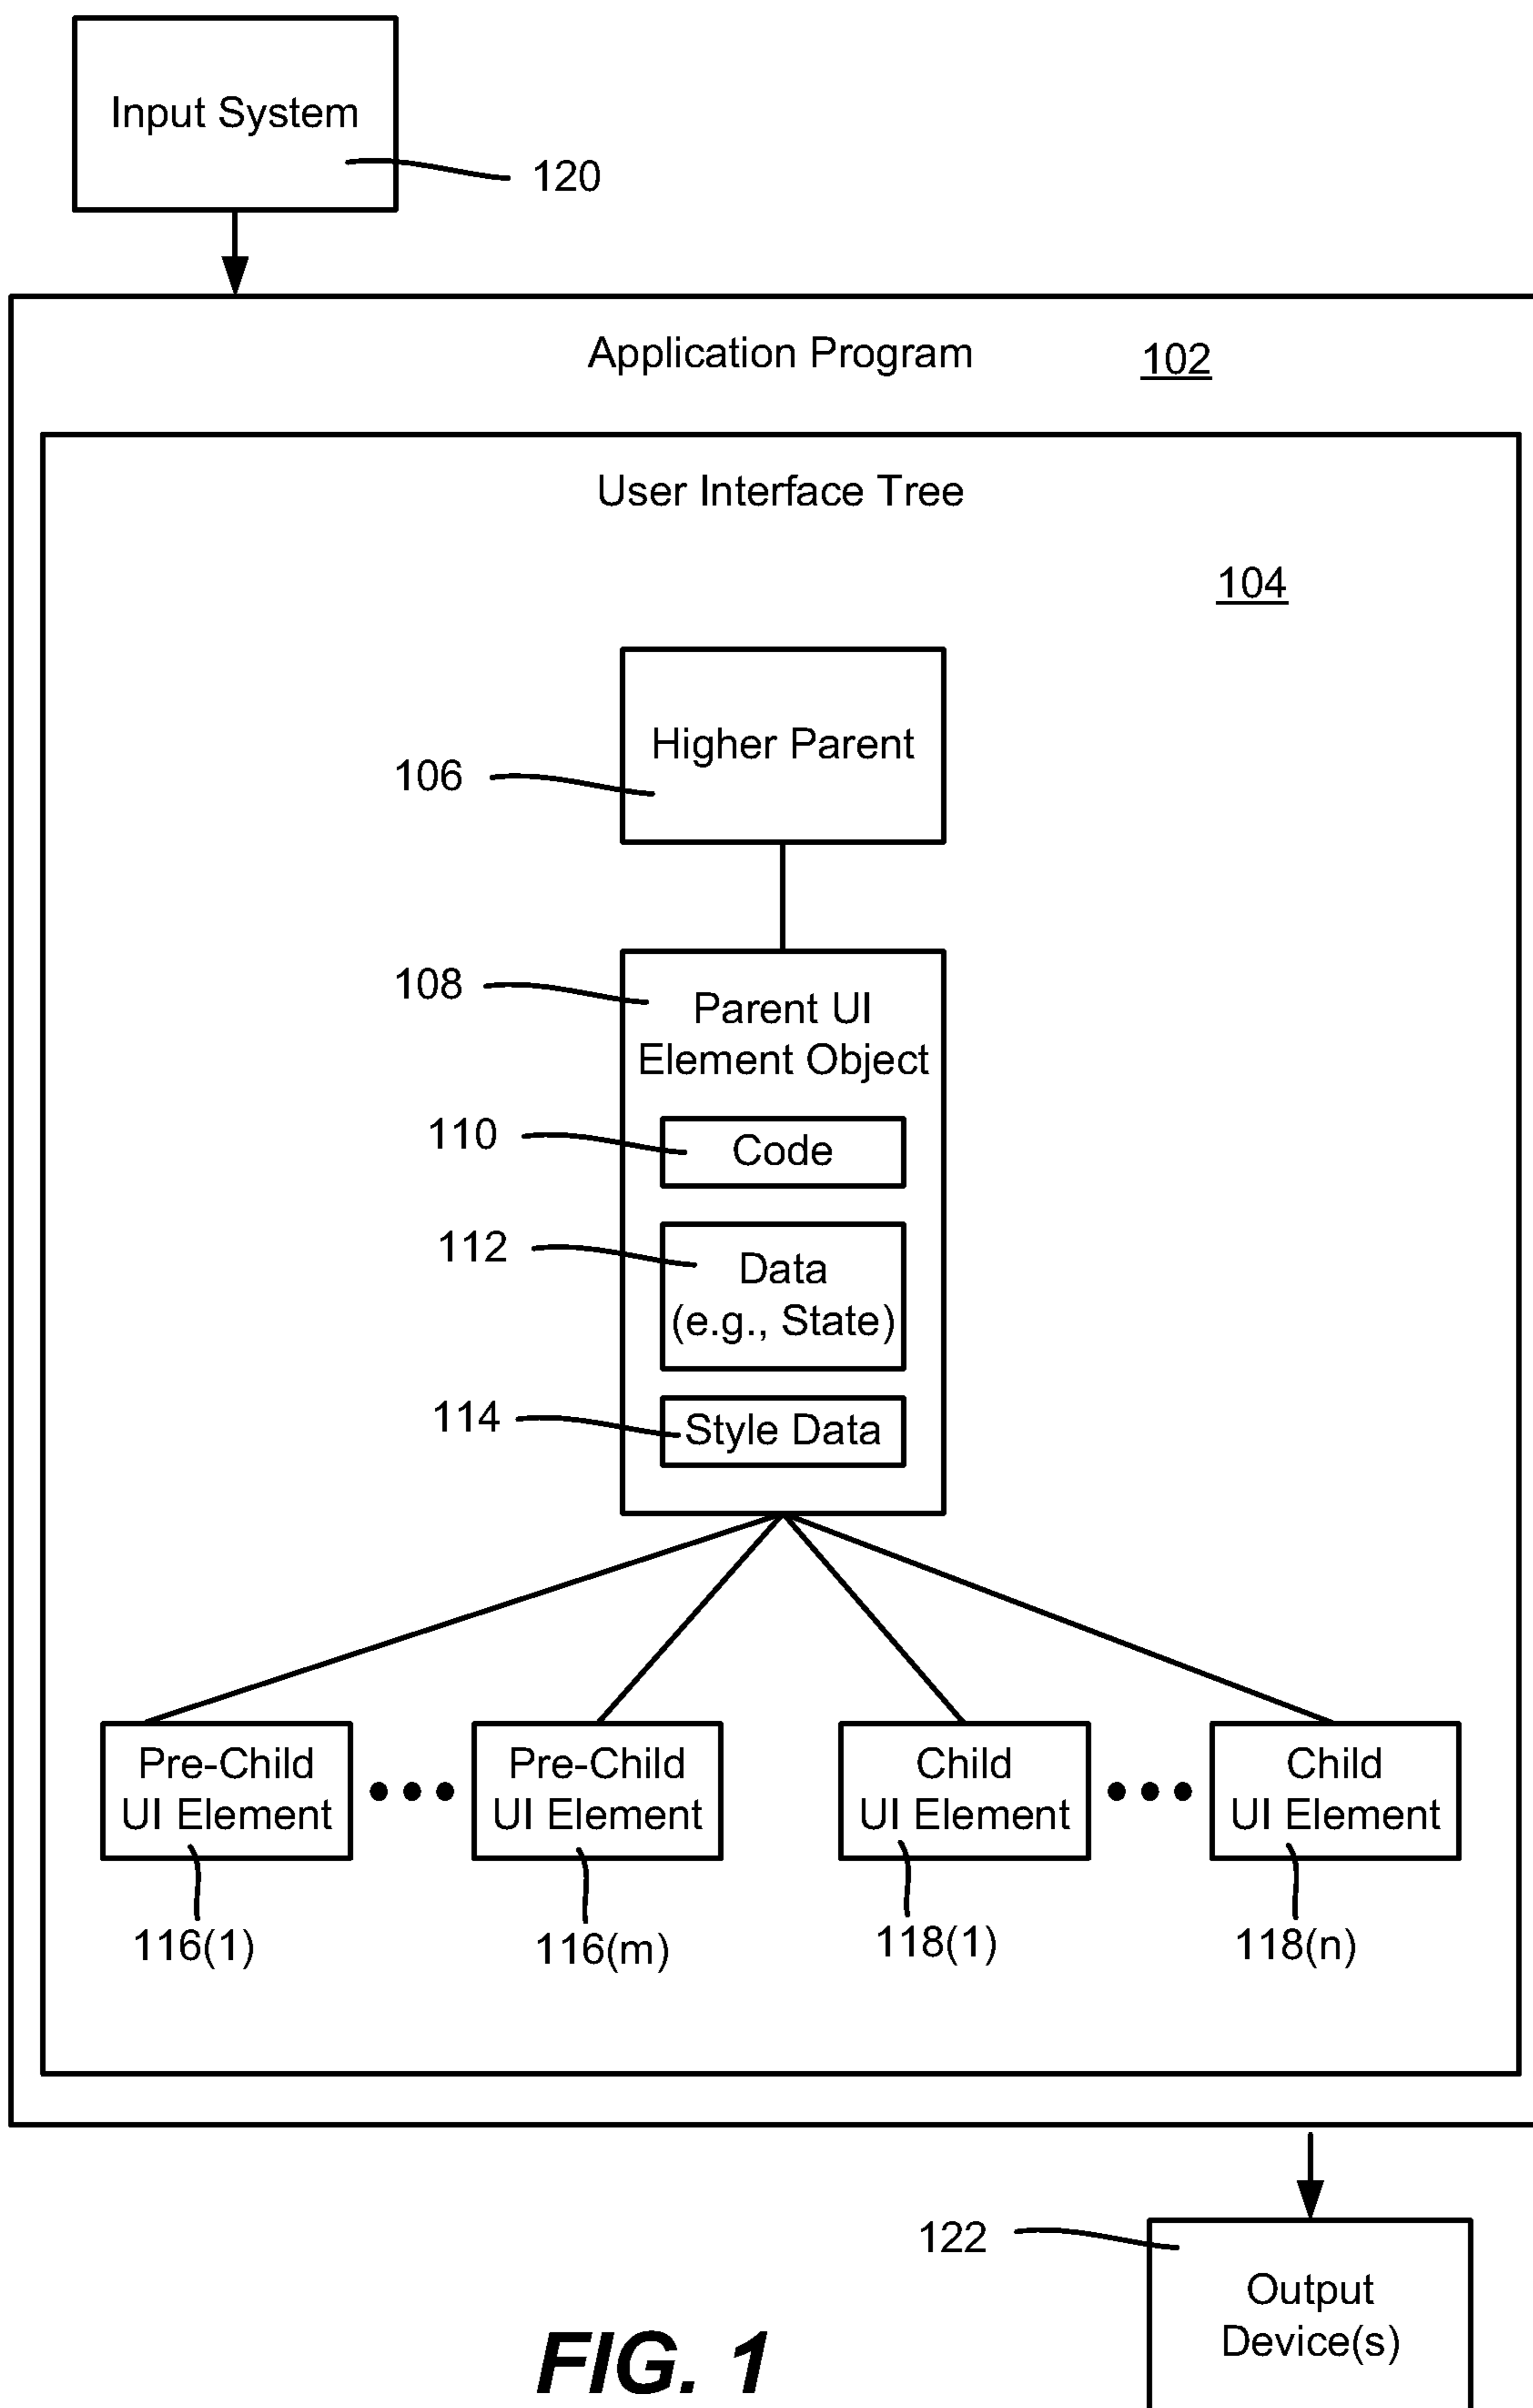 Input System
120
Application Program 102
User Interface Tree
104
Higher Parent
106
108
Parent UI
Element Object
110
Code
112
Data
(e.g., State)
114
Style Data
Pre-Child
UI Element
Pre-Child
UI Element
Child
UI Element
Child
UI Element
116(1)
116(m)
118(1)
118(n)
122
Output
Device(s)
FIG. 1